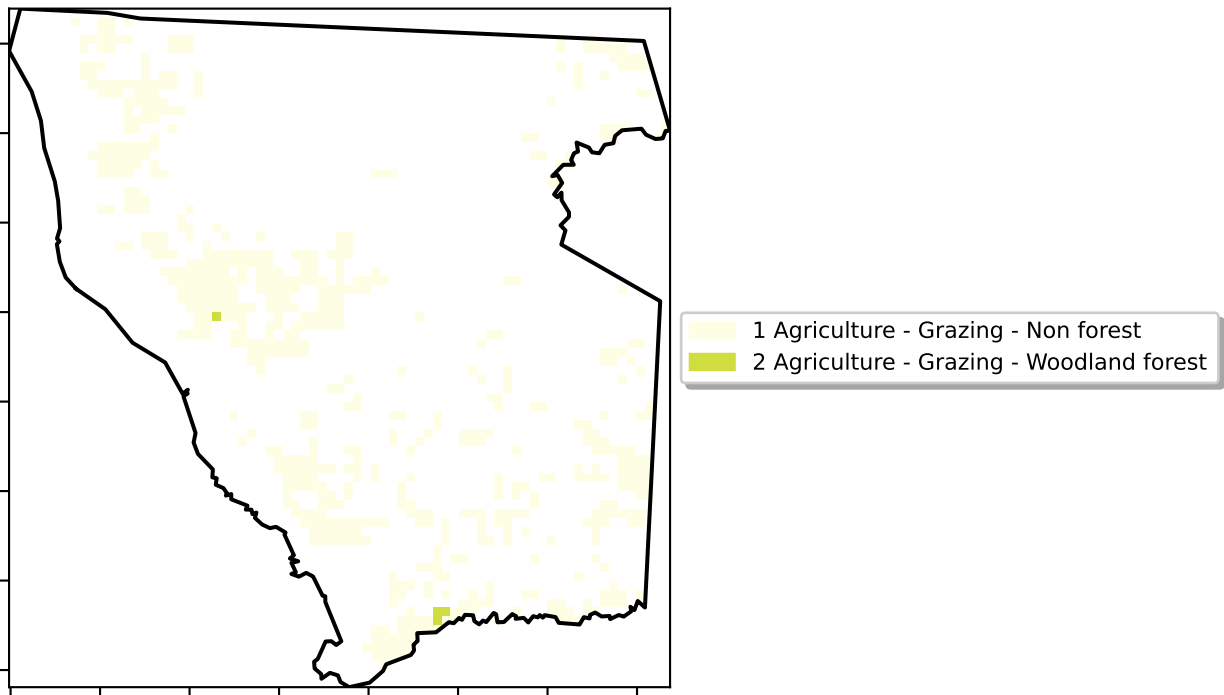 1 Agriculture - Grazing - Non forest
2 Agriculture - Grazing - Woodland forest